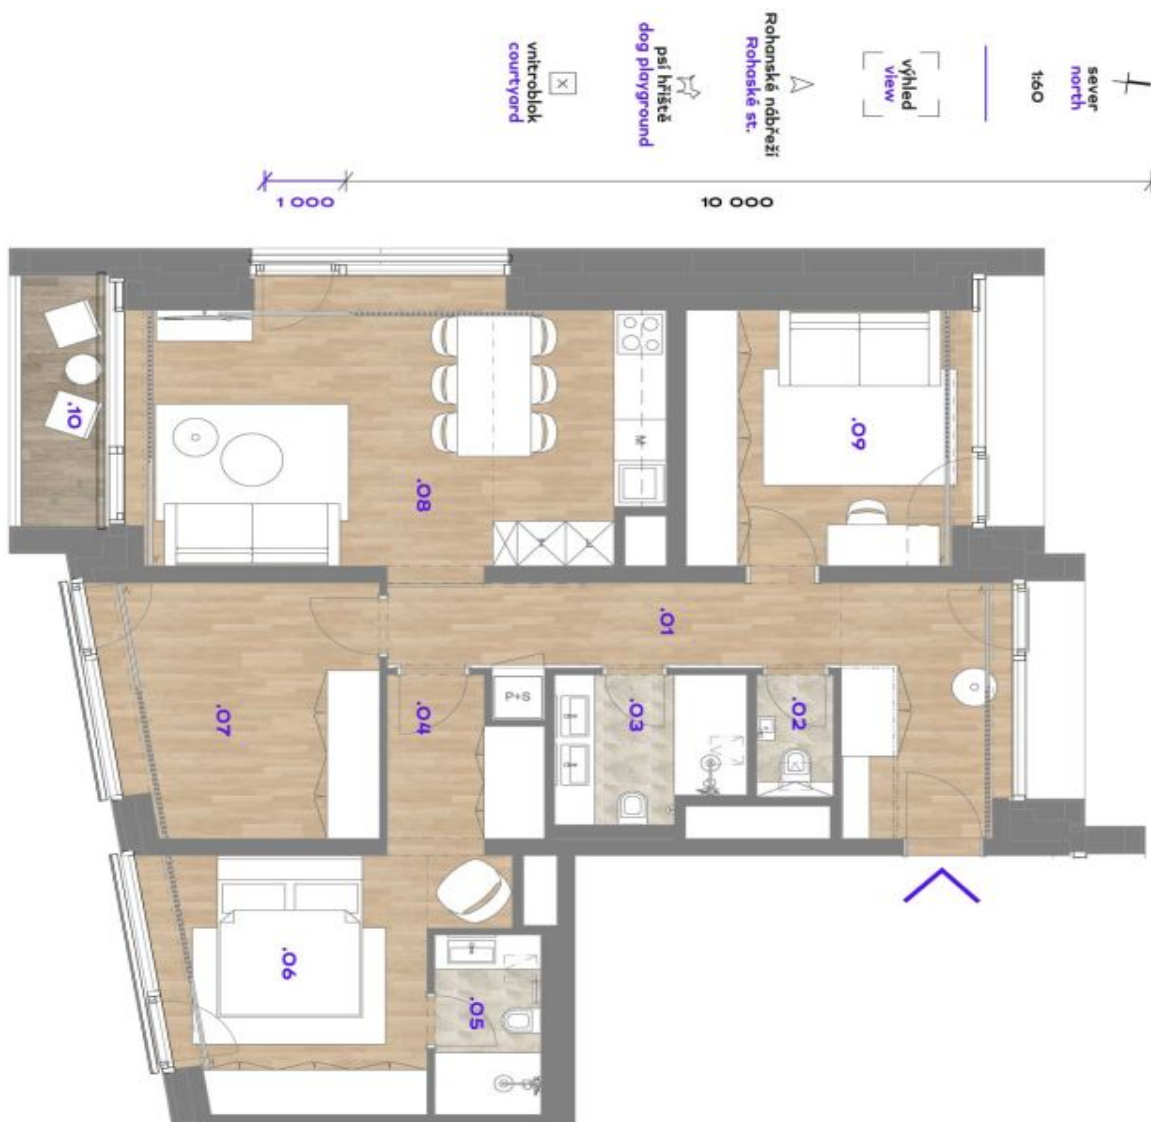 sever
north
1:60
výhled
view
Rohanské nábřeží
Rohaské st.
psí hřiště
dog playground
X
vnitroblok
courtyard
1 000
10 000
.10
.08
.09
.01
.07
.04
P+S
.03
.02
.06
.05